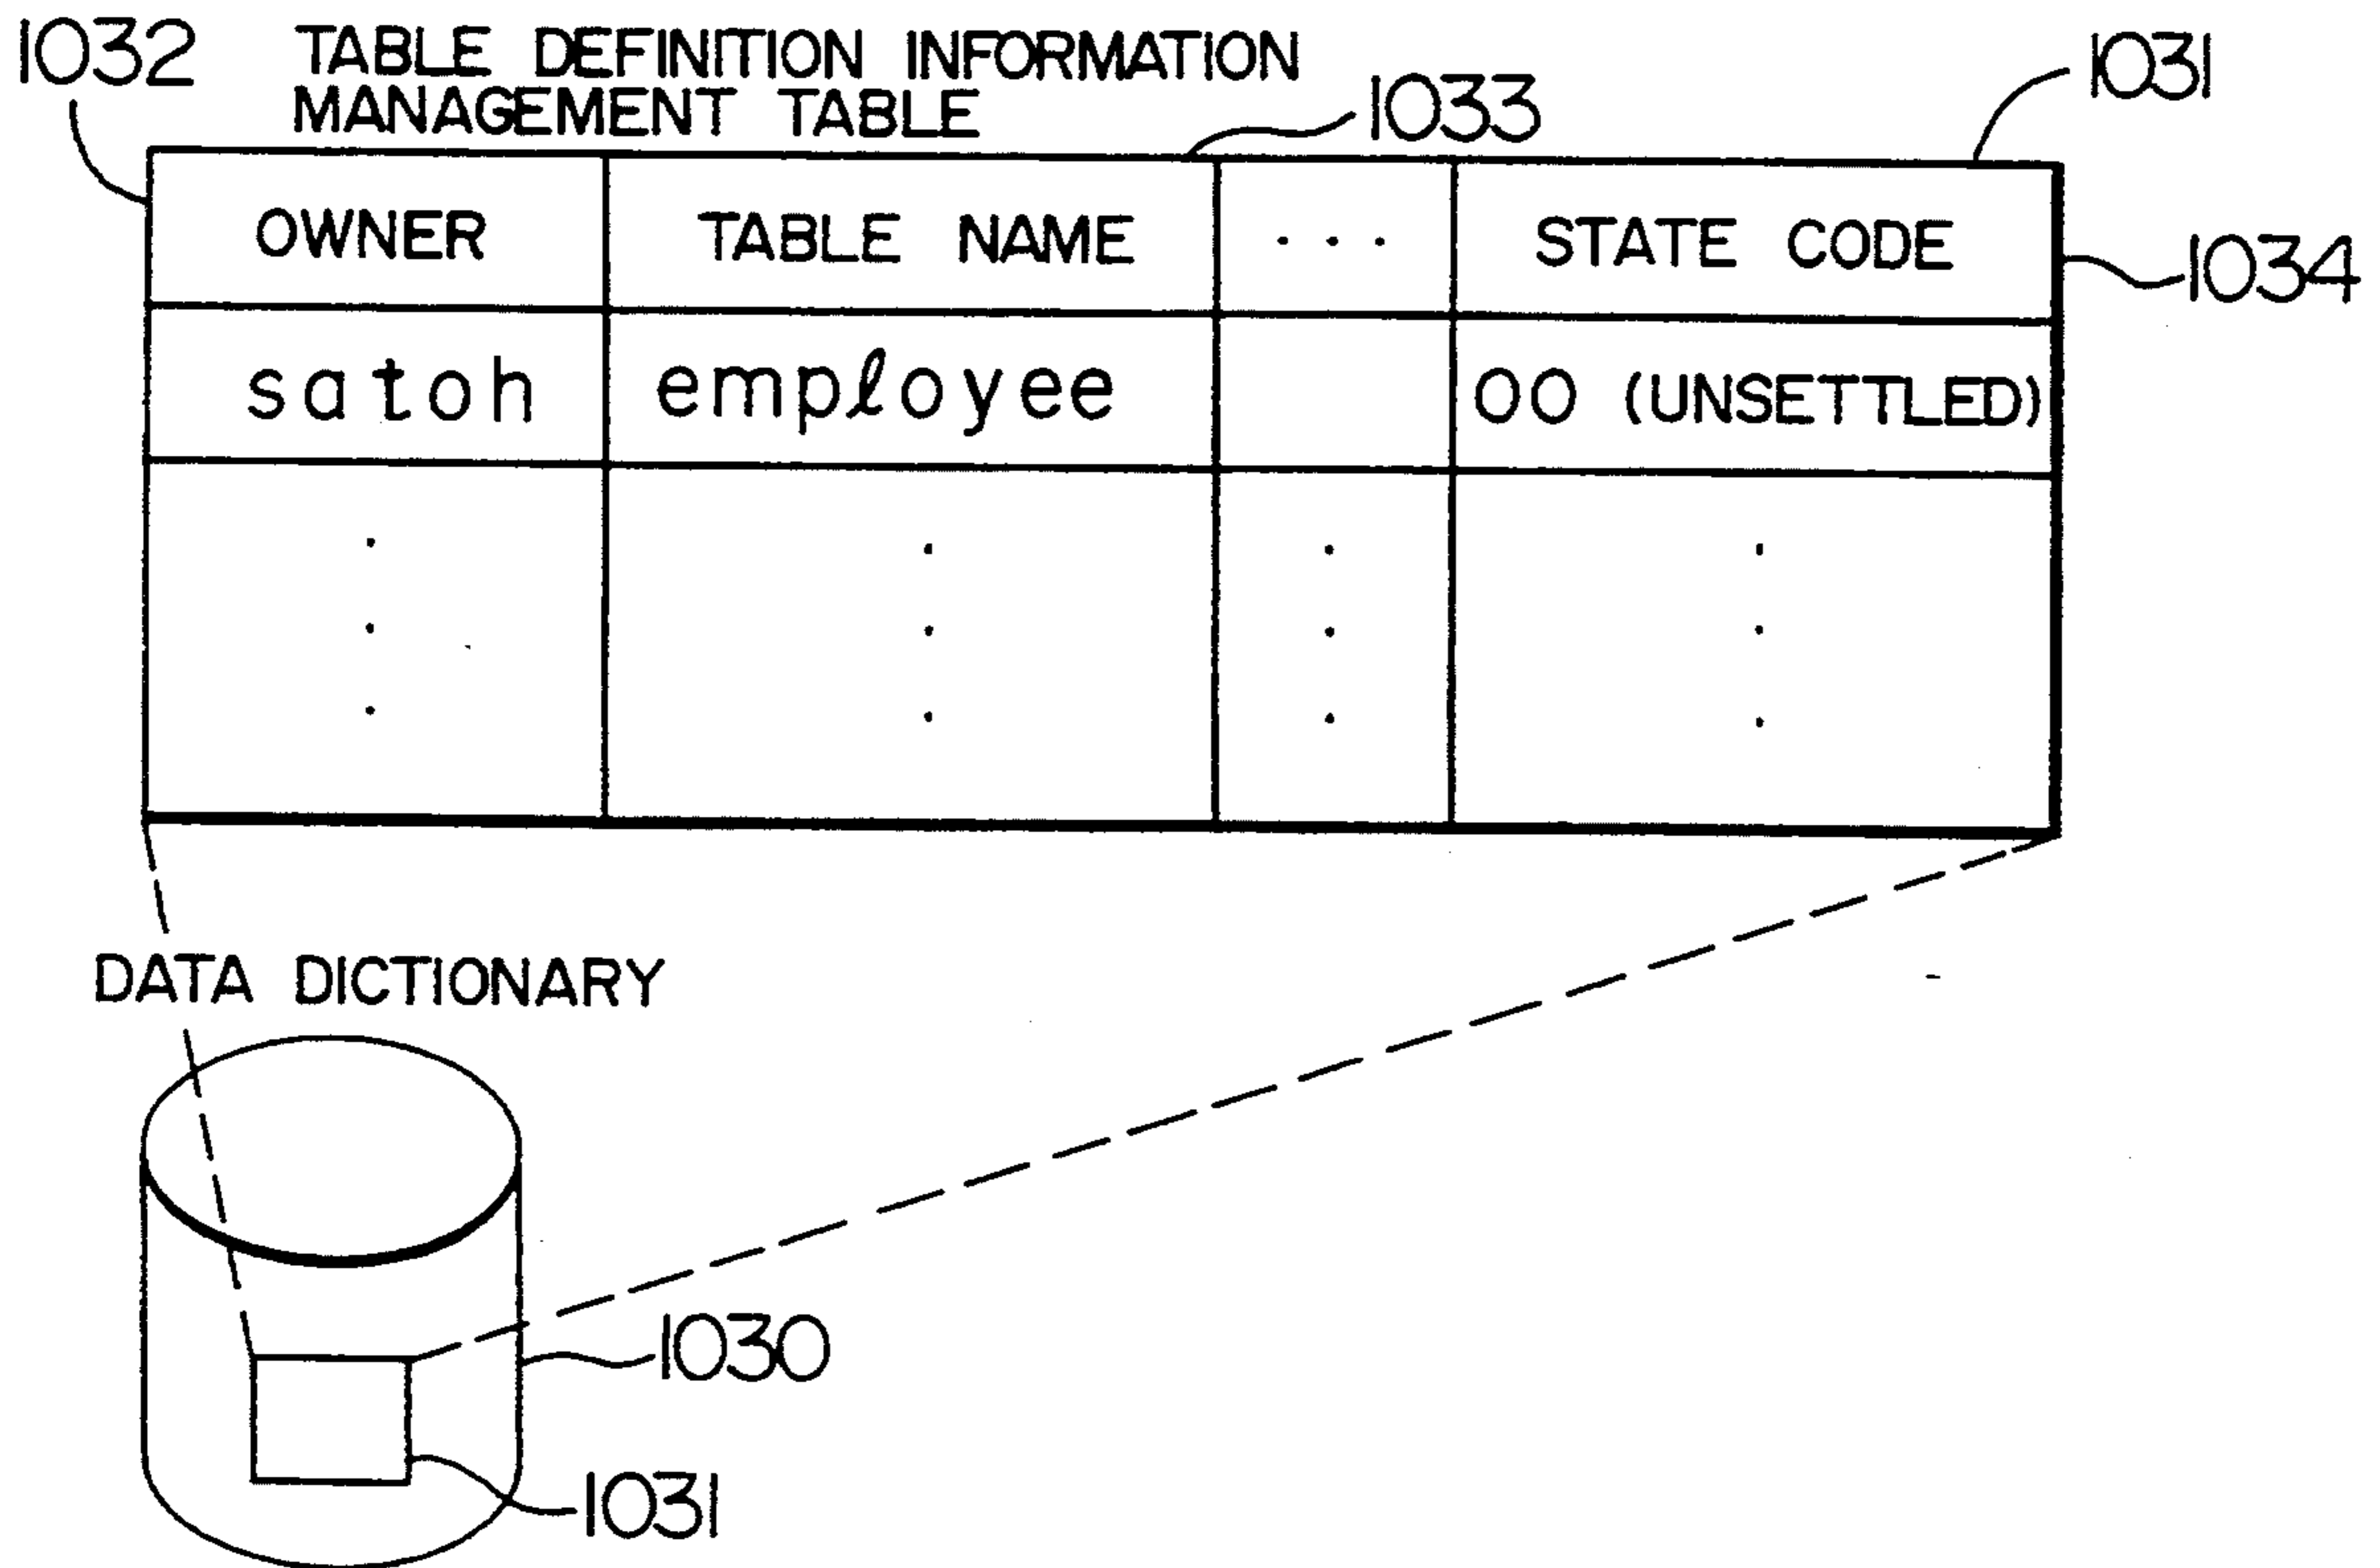 1032 TABLE DEFINITION INFORMATION 1031
MANAGEMENT TABLE 1033
OWNER TABLE NAME ... STATE CODE 1034
satoh employee 00 (UNSETTLED)
DATA DICTIONARY
1030
1031